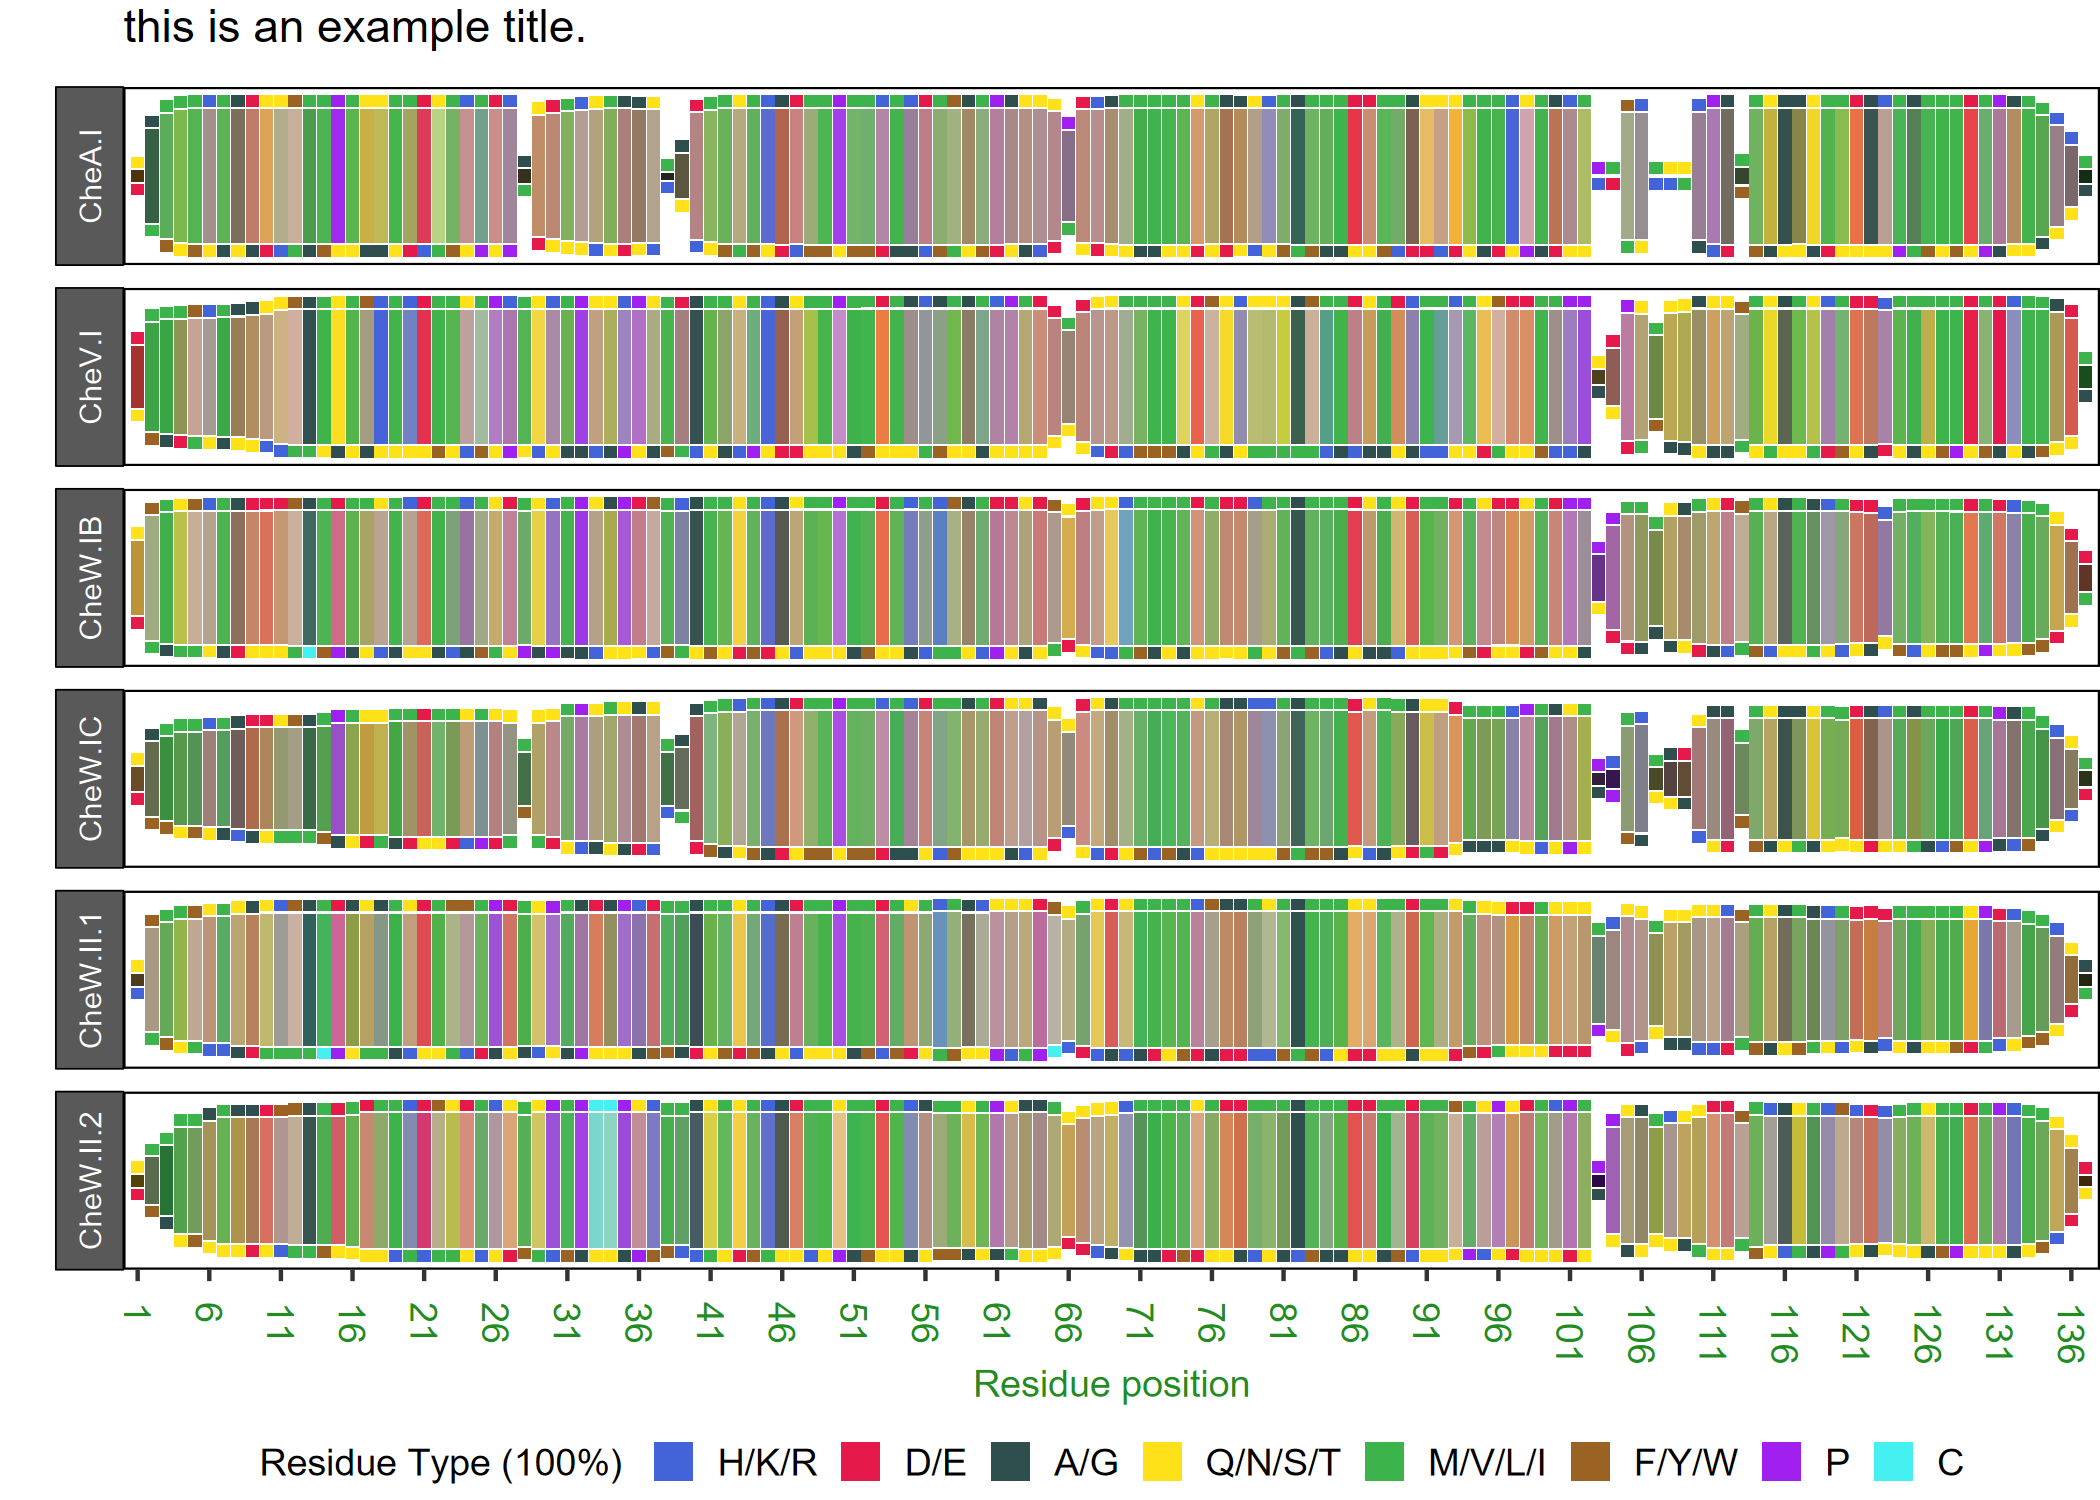 this is an example title.
CheA.I
CheV.I
CheW.IB
CheW.IC
CheW.II.1
CheW.II.2
1 6 11 16 21 26 31 36 41 46 51 56 61 66 71 76 81 86 91 96 101 106 111 116 121 126 131 136
Residue position
Residue Type (100%) H/K/R D/E A/G Q/N/S/T M/V/L/I F/Y/W P C